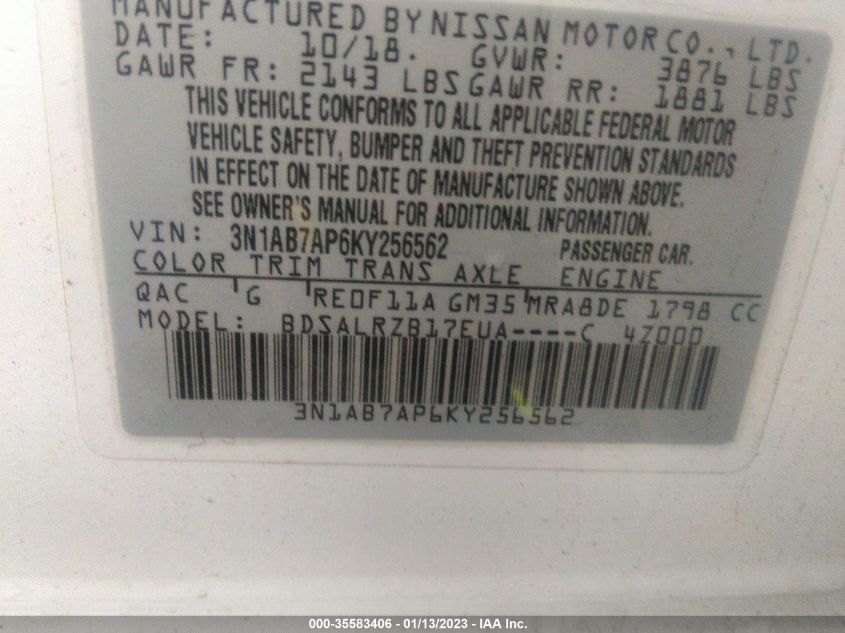 MANUFACTURED BY NISSAN MOTOR CO., LTD.
DATE: 10/18. GVWR: 3876 LBS
GAWR FR: 2143 LBS GAWR RR: 1881 LBS
THIS VEHICLE CONFORMS TO ALL APPLICABLE FEDERAL MOTOR
VEHICLE SAFETY, BUMPER AND THEFT PREVENTION STANDARDS
IN EFFECT ON THE DATE OF MANUFACTURE SHOWN ABOVE.
SEE OWNER'S MANUAL FOR ADDITIONAL INFORMATION.
VIN: 3N1AB7AP6KY256562 PASSENGER CAR.
COLOR TRIM TRANS AXLE ENGINE
QAC G RE0F11A GM35 MRA8DE 1798 CC
MODEL: BDSALRZB17EUA----C 4Z000
3N1AB7AP6KY256562
000-35583406 - 01/13/2023 - IAA Inc.